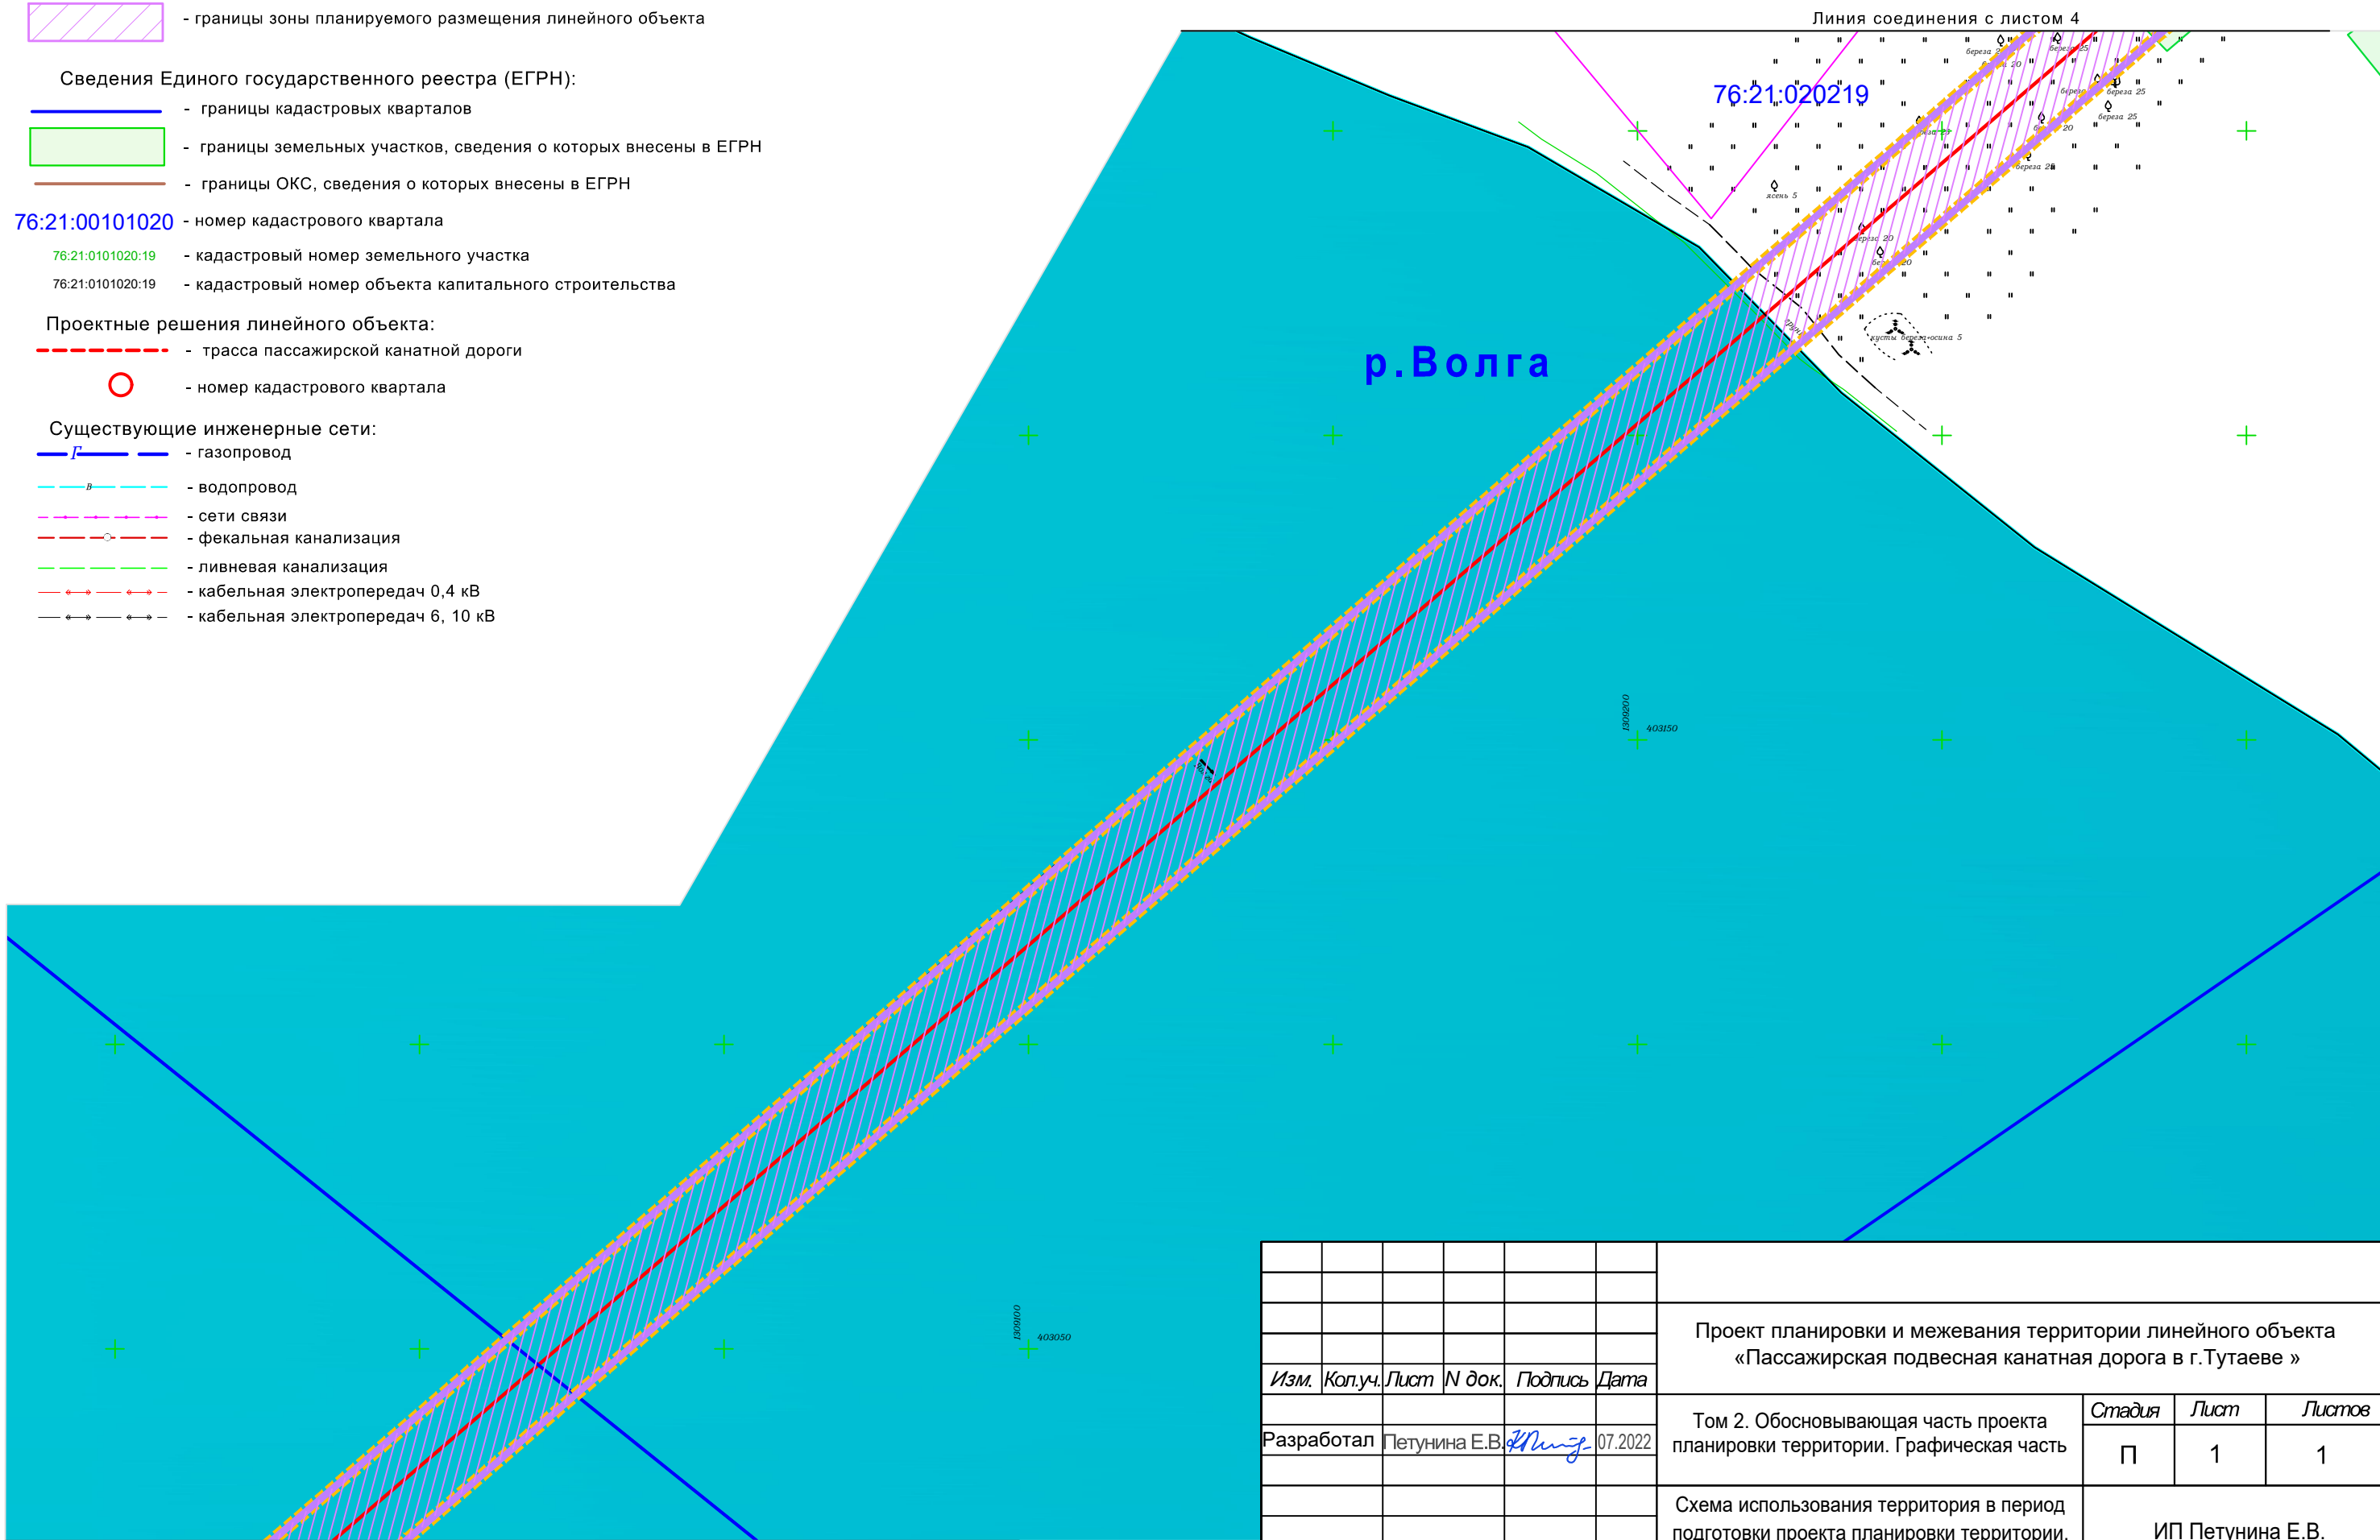 - границы зоны планируемого размещения линейного объекта
Сведения Единого государственного реестра (ЕГРН):
- границы кадастровых кварталов
- границы земельных участков, сведения о которых внесены в ЕГРН
- границы ОКС, сведения о которых внесены в ЕГРН
76:21:00101020 - номер кадастрового квартала
76:21:0101020:19 - кадастровый номер земельного участка
76:21:0101020:19 - кадастровый номер объекта капитального строительства
Проектные решения линейного объекта:
- трасса пассажирской канатной дороги
- номер кадастрового квартала
Существующие инженерные сети:
Г - газопровод
В - водопровод
- сети связи
- фекальная канализация
- ливневая канализация
- кабельная электропередач 0,4 кВ
- кабельная электропередач 6, 10 кВ
Линия соединения с листом 4
76:21:020219
береза 25
береза 25
береза 25
береза 20
береза 20
ясень 5
кусты береза+осина 5
р.Волга
1309200
403150
1309100
403050
Проект планировки и межевания территории линейного объекта
«Пассажирская подвесная канатная дорога в г.Тутаеве »
Изм. Кол.уч. Лист N док. Подпись Дата
Разработал Петунина Е.В. 07.2022
Том 2. Обосновывающая часть проекта
планировки территории. Графическая часть
Стадия Лист Листов
П 1 1
Схема использования территория в период
подготовки проекта планировки территории.
ИП Петунина Е.В.